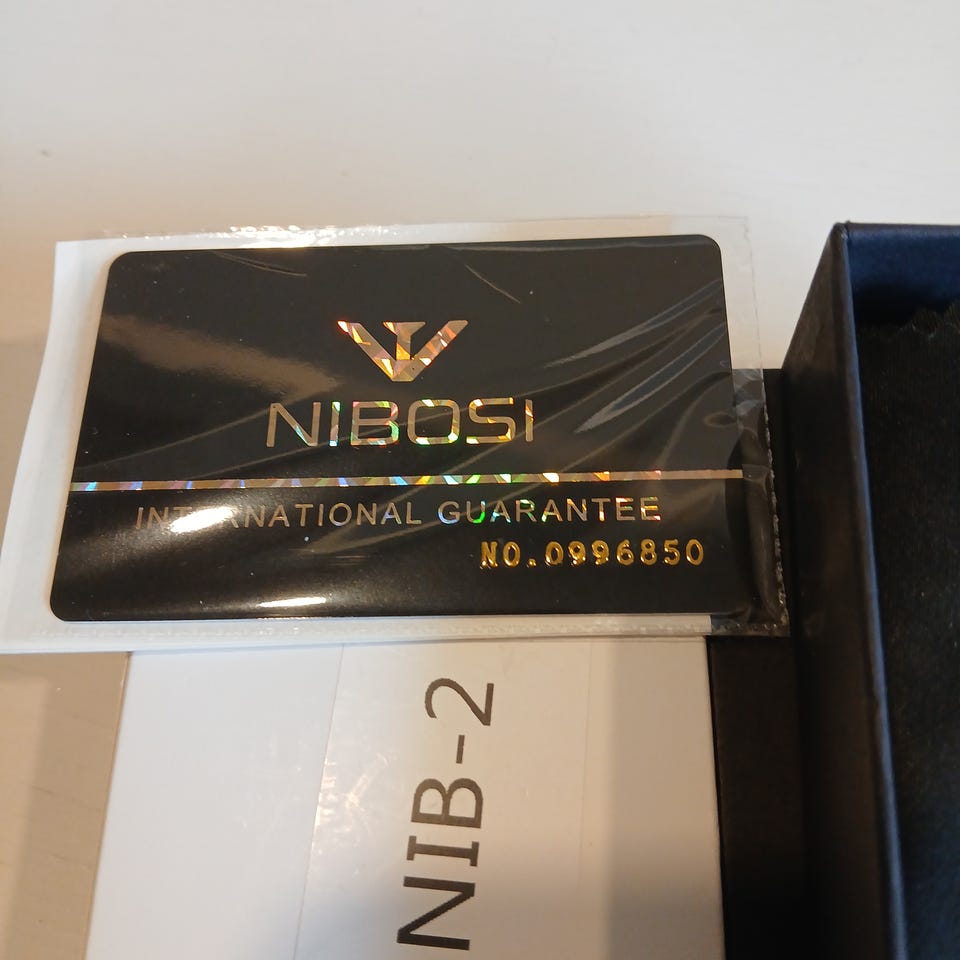 NIBOSI
INTERNATIONAL GUARANTEE
NO.0996850
NIB-2